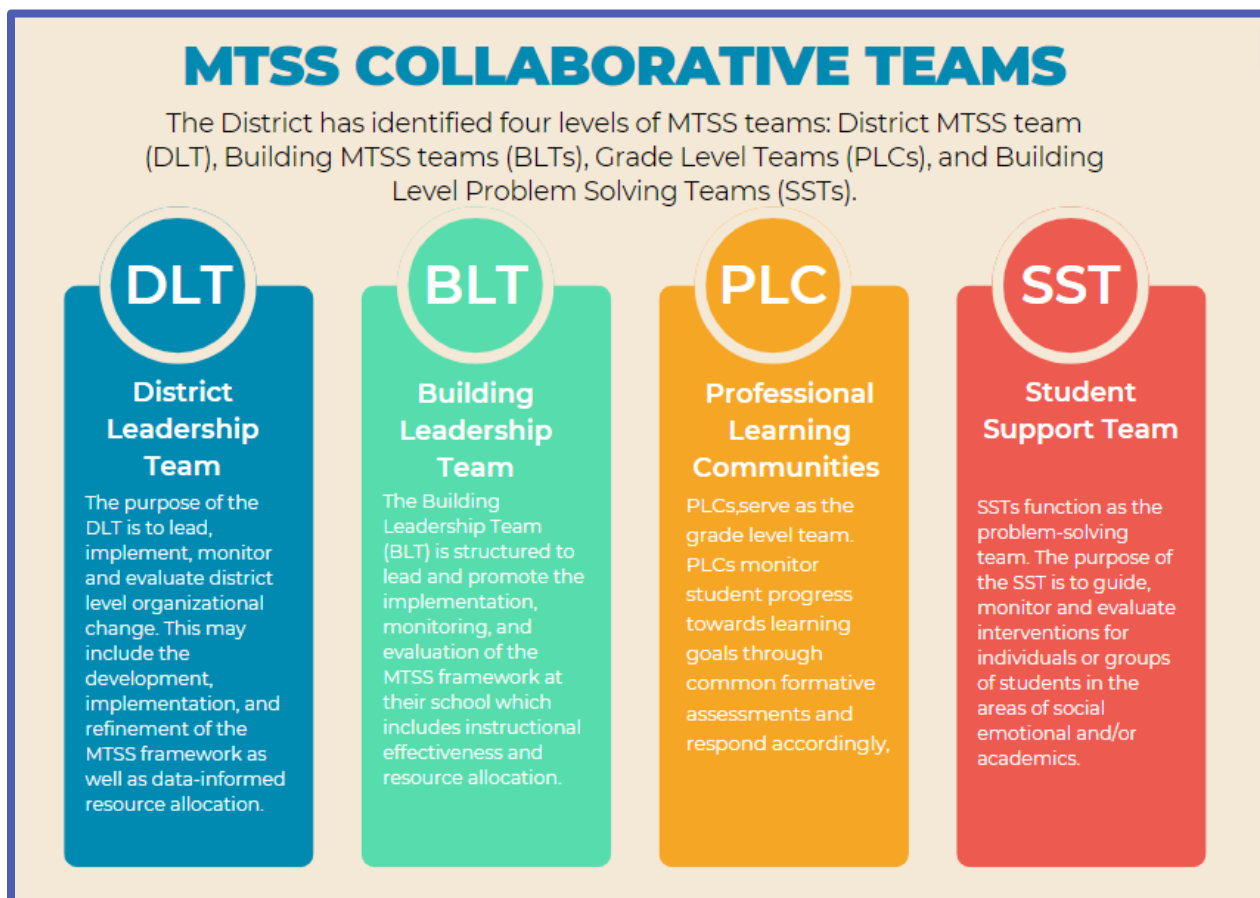 MTSS COLLABORATIVE TEAMS
The District has identified four levels of MTSS teams: District MTSS team
(DLT), Building MTSS teams (BLTs), Grade Level Teams (PLCs), and Building
Level Problem Solving Teams (SSTs).
DLT
District
Leadership
Team
The purpose of the
DLT is to lead,
implement, monitor
and evaluate district
level organizational
change. This may
include the
development,
implementation, and
refinement of the
MTSS framework as
well as data-informed
resource allocation.
BLT
Building
Leadership
Team
The Building
Leadership Team
(BLT) is structured to
lead and promote the
implementation,
monitoring, and
evaluation of the
MTSS framework at
their school which
includes instructional
effectiveness and
resource allocation.
PLC
Professional
Learning
Communities
PLCs,serve as the
grade level team.
PLCs monitor
student progress
towards learning
goals through
common formative
assessments and
respond accordingly,
SST
Student
Support Team
SSTs function as the
problem-solving
team. The purpose of
the SST is to guide,
monitor and evaluate
interventions for
individuals or groups
of students in the
areas of social
emotional and/or
academics.